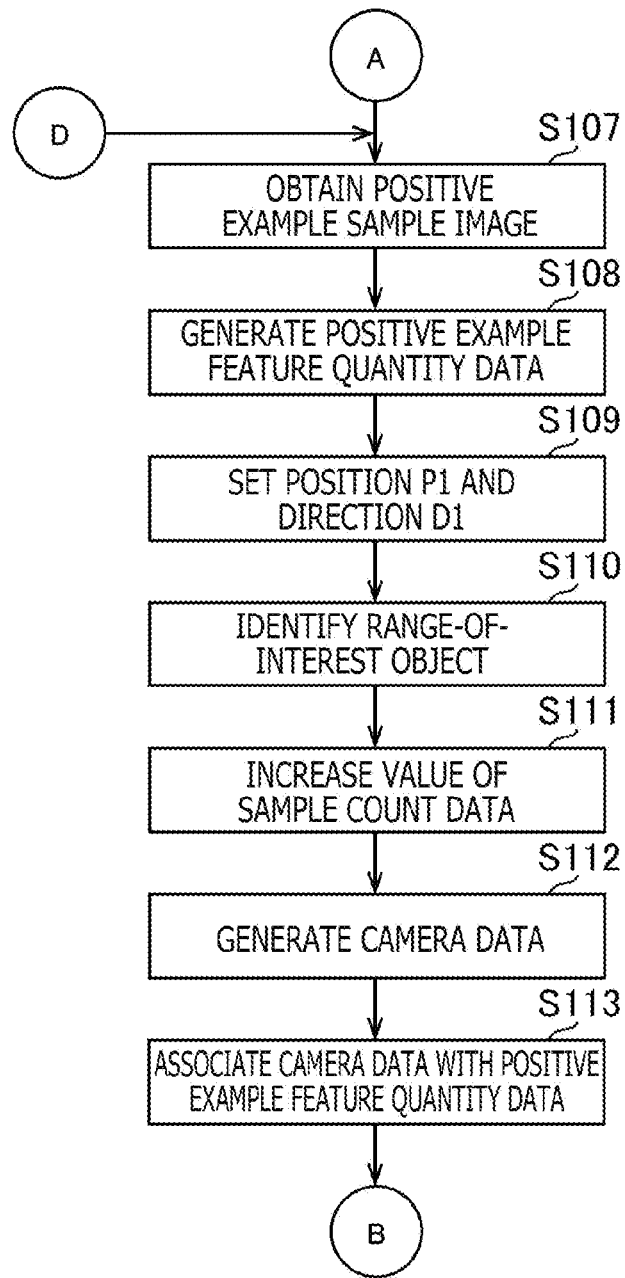 A
D
S107
OBTAIN POSITIVE
EXAMPLE SAMPLE IMAGE
S108
GENERATE POSITIVE EXAMPLE
FEATURE QUANTITY DATA
S109
SET POSITION P1 AND
DIRECTION D1
S110
IDENTIFY RANGE-OF-
INTEREST OBJECT
S111
INCREASE VALUE OF
SAMPLE COUNT DATA
S112
GENERATE CAMERA DATA
S113
ASSOCIATE CAMERA DATA WITH POSITIVE
EXAMPLE FEATURE QUANTITY DATA
B